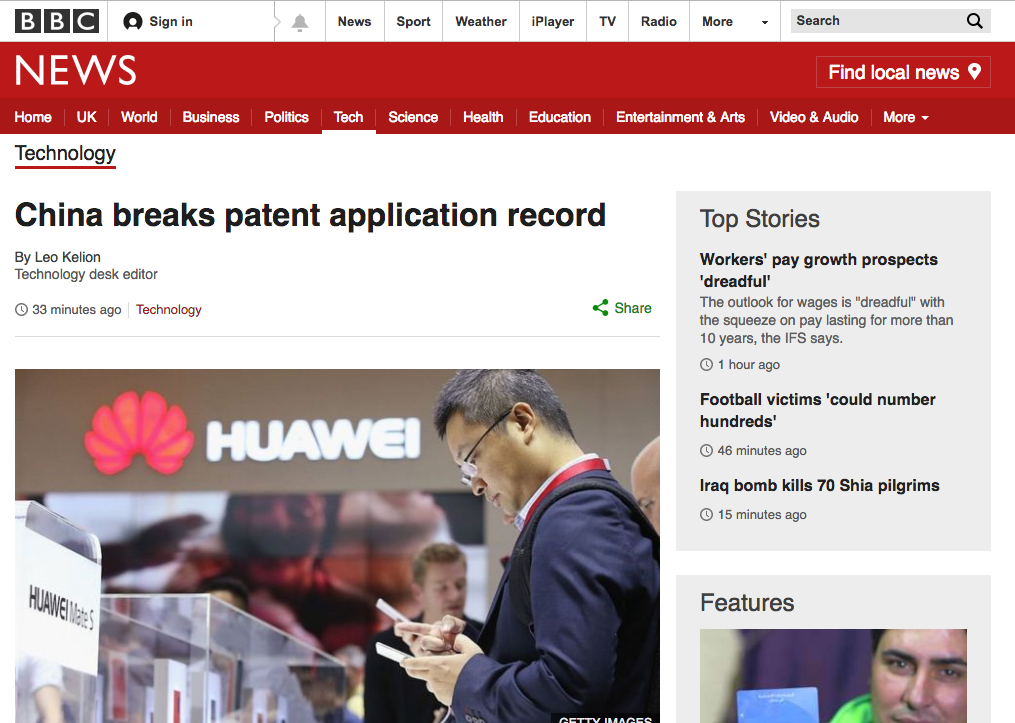 BBC
Sign in
News
Sport
Weather
iPlayer
TV
Radio
More
Search
NEWS
Find local news
Home
UK
World
Business
Politics
Tech
Science
Health
Education
Entertainment & Arts
Video & Audio
More
Technology
China breaks patent application record
By Leo Kelion
Technology desk editor
33 minutes ago
Technology
Share
HUAWEI
HUAWEI Mate S
GETTY IMAGES
Top Stories
Workers' pay growth prospects
'dreadful'
The outlook for wages is "dreadful" with
the squeeze on pay lasting for more than
10 years, the IFS says.
1 hour ago
Football victims 'could number
hundreds'
46 minutes ago
Iraq bomb kills 70 Shia pilgrims
15 minutes ago
Features